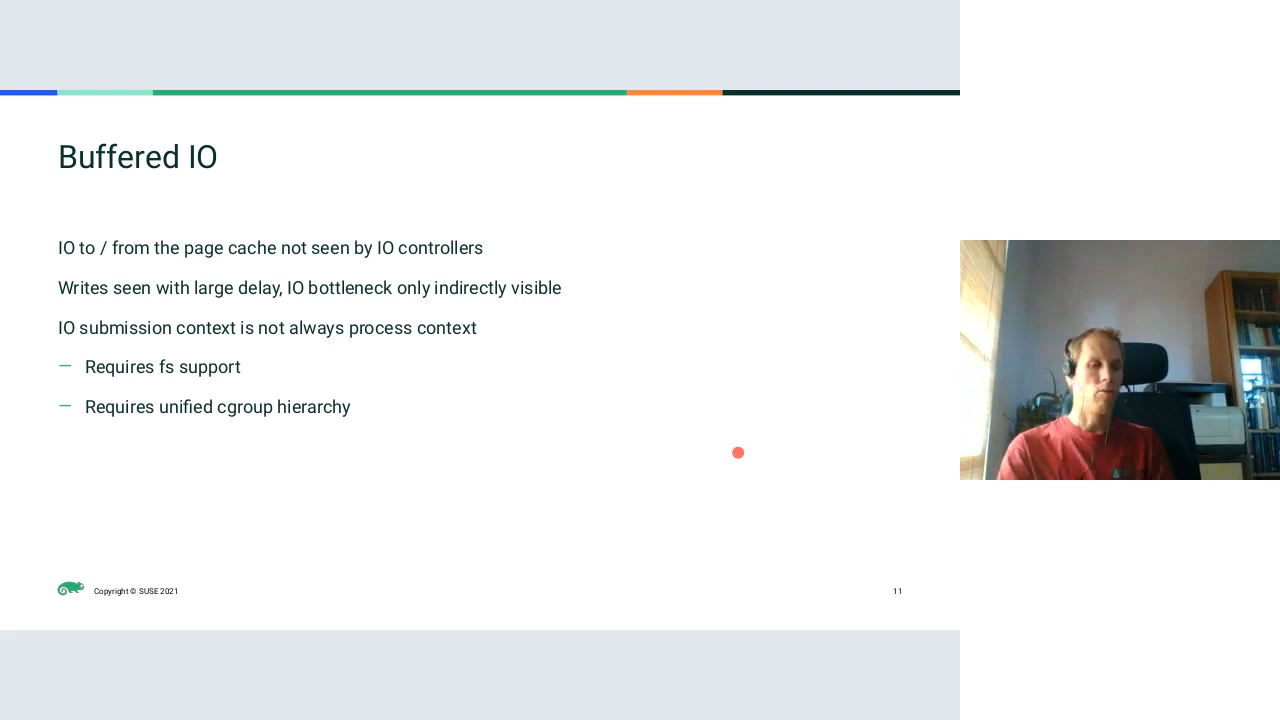 Buffered IO
IO to / from the page cache not seen by IO controllers
Writes seen with large delay, IO bottleneck only indirectly visible
IO submission context is not always process context
— Requires fs support
— Requires unified cgroup hierarchy
Copyright © SUSE 2021
11